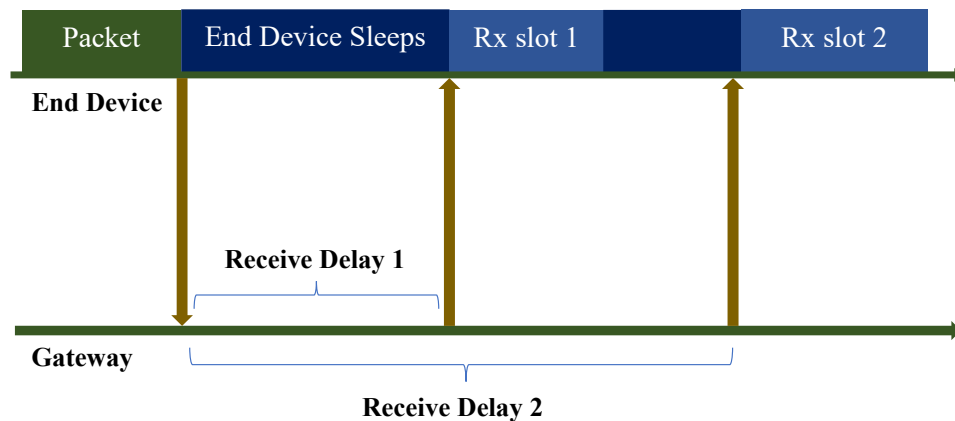 Packet
End Device Sleeps
Rx slot 1
Rx slot 2
End Device
Receive Delay 1
Gateway
Receive Delay 2